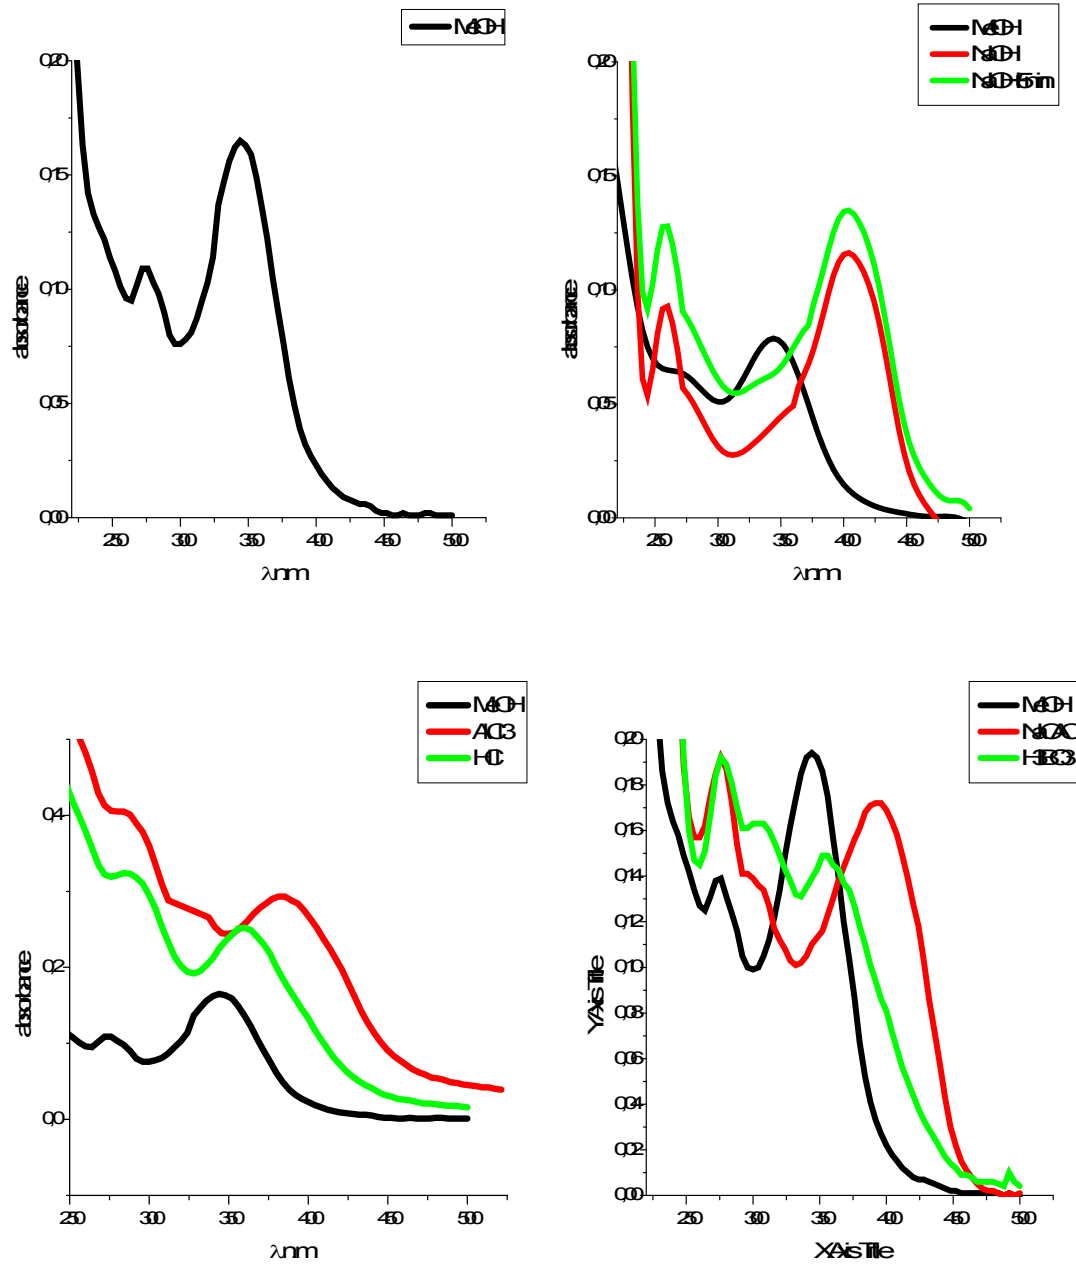 MeOH
0,20
0,15
0,10
0,05
0,00
absorbance
250 300 350 400 450 500
λ nm
MeOH
NaOH
NaOH 5min
0,20
0,15
0,10
0,05
0,00
absorbance
250 300 350 400 450 500
λ nm
MeOH
AlCl3
HCl
0,4
0,2
0,0
absorbance
250 300 350 400 450 500
λ nm
MeOH
NaOAc
H3BO3
0,20
0,18
0,16
0,14
0,12
0,10
0,08
0,06
0,04
0,02
0,00
Y Axis Title
250 300 350 400 450 500
X Axis Title